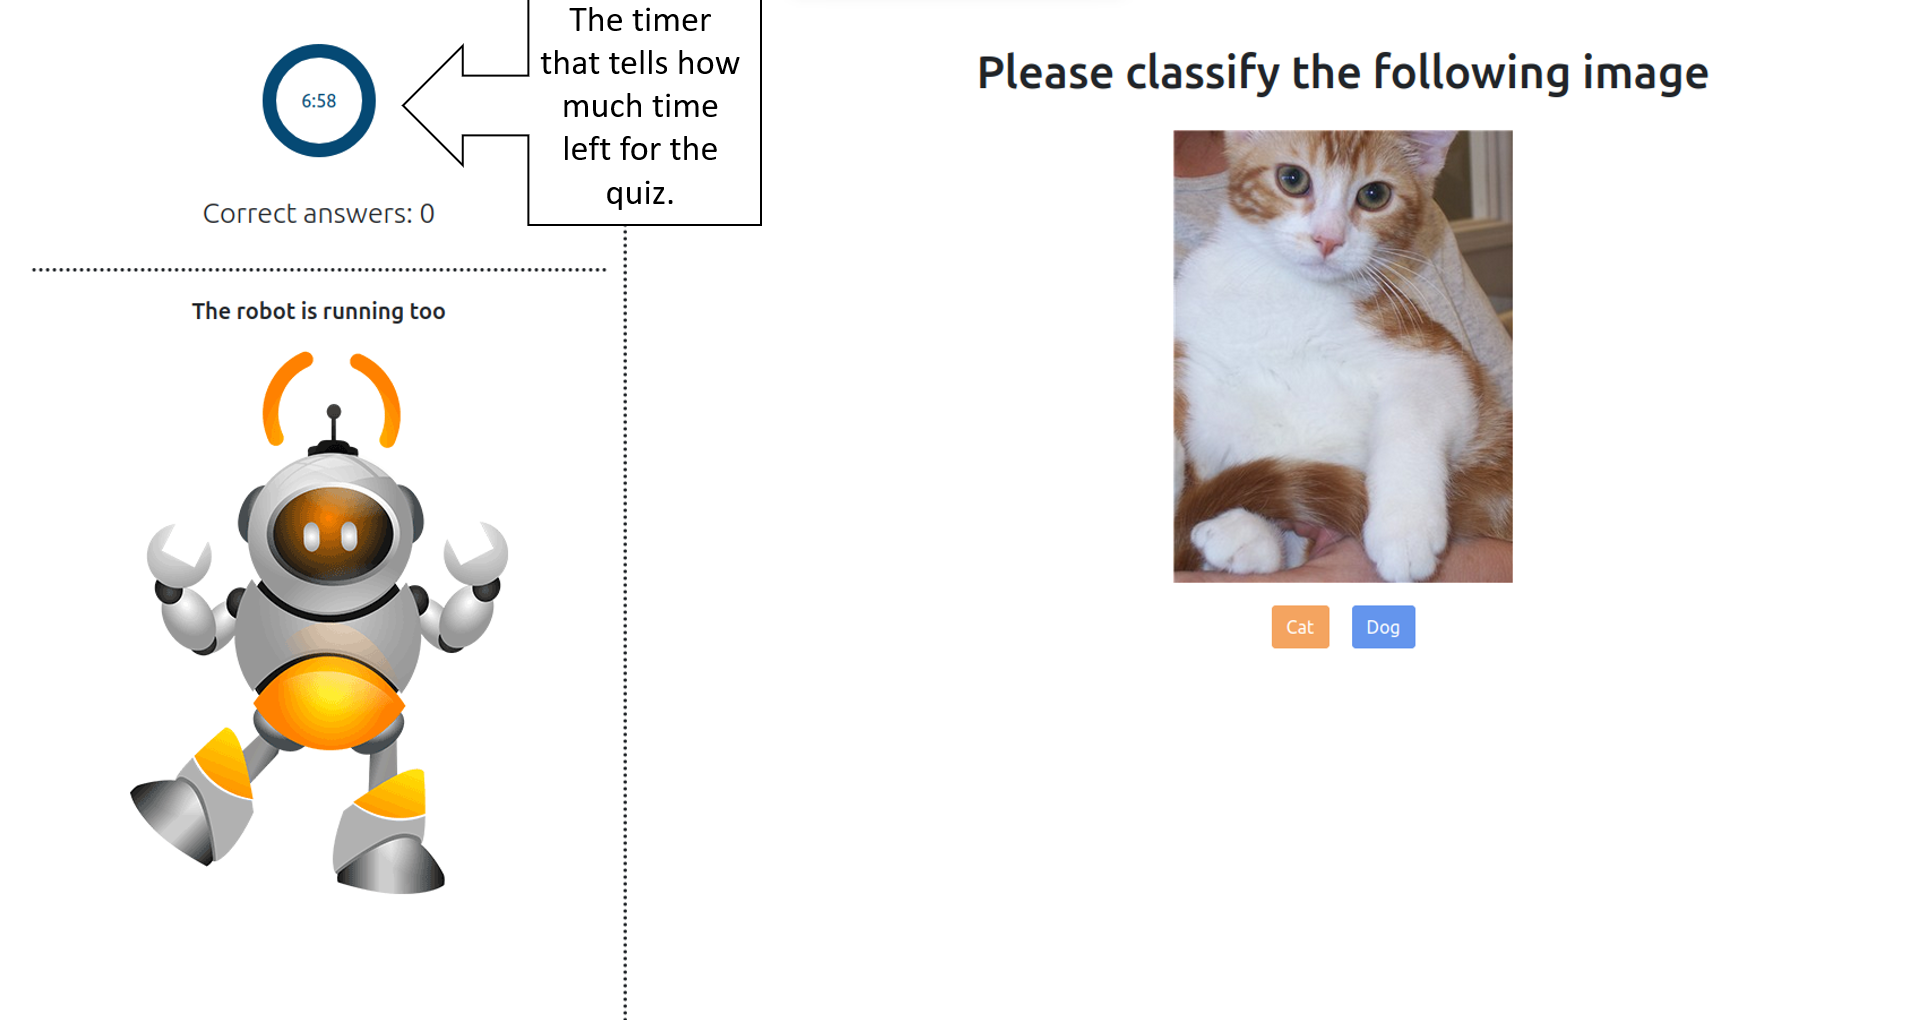 The timer
that tells how
much time
left for the
quiz.
6:58
Correct answers: 0
The robot is running too
Please classify the following image
Cat
Dog